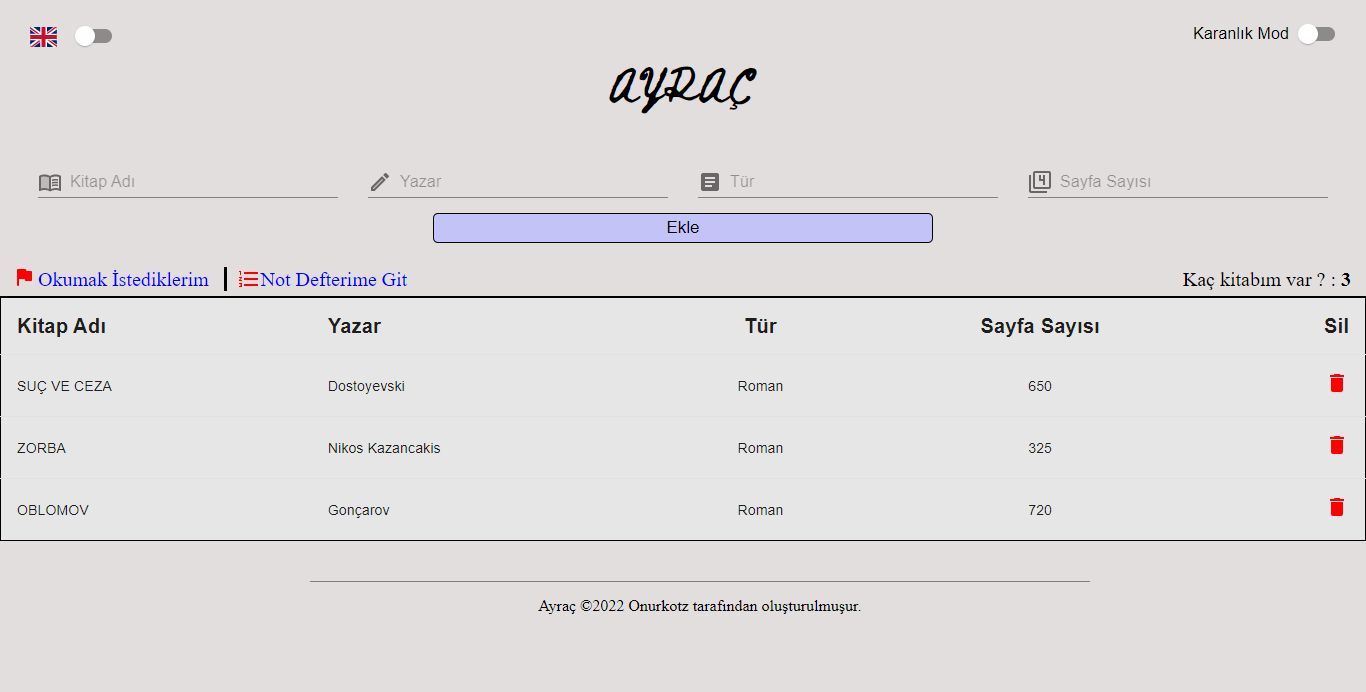 Karanlık Mod
AYRAÇ
Kitap Adı Yazar Tür 4 Sayfa Sayısı
Ekle
Okumak İstediklerim Not Defterime Git Kaç kitabım var ? : 3
Kitap Adı Yazar Tür Sayfa Sayısı Sil
SUÇ VE CEZA Dostoyevski Roman 650
ZORBA Nikos Kazancakis Roman 325
OBLOMOV Gonçarov Roman 720
Ayraç ©2022 Onurkotz tarafından oluşturulmuşur.